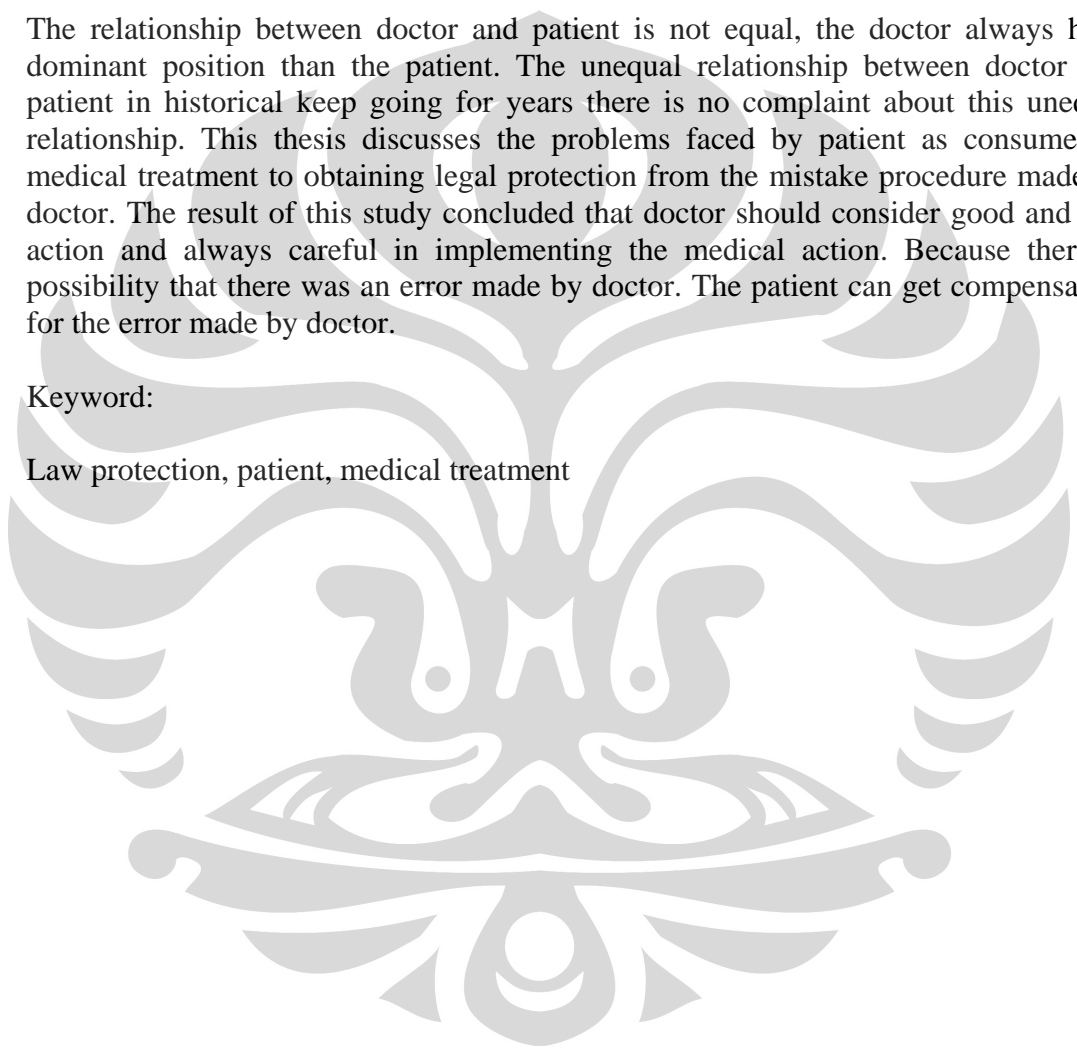 The relationship between doctor and patient is not equal, the doctor always
dominant position than the patient. The unequal relationship between doctor
patient in historical keep going for years there is no complaint about this
relationship. This thesis discusses the problems faced by patient as
medical treatment to obtaining legal protection from the mistake procedure made
doctor. The result of this study concluded that doctor should consider good and
action and always careful in implementing the medical action. Because
possibility that there was an error made by doctor. The patient can get
for the error made by doctor.
Keyword:
Law protection, patient, medical treatment